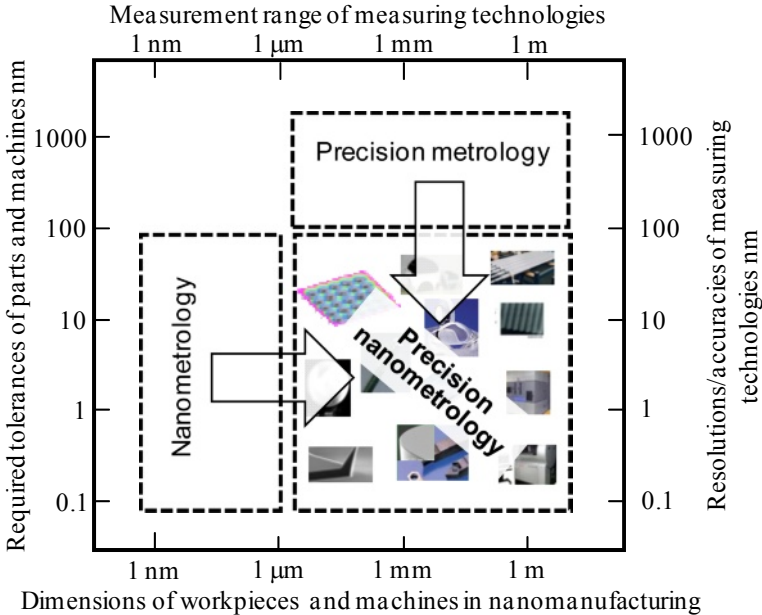 Measurement range of measuring technologies
1 nm 1 μm 1 mm 1 m
Required tolerances of parts and machines nm
1000
100
10
1
0.1
Precision metrology
Nanometrology
Precision
nanometrology
1000
100
10
1
0.1
Resolutions/accuracies of measuring
technologies nm
1 nm 1 μm 1 mm 1 m
Dimensions of workpieces and machines in nanomanufacturing